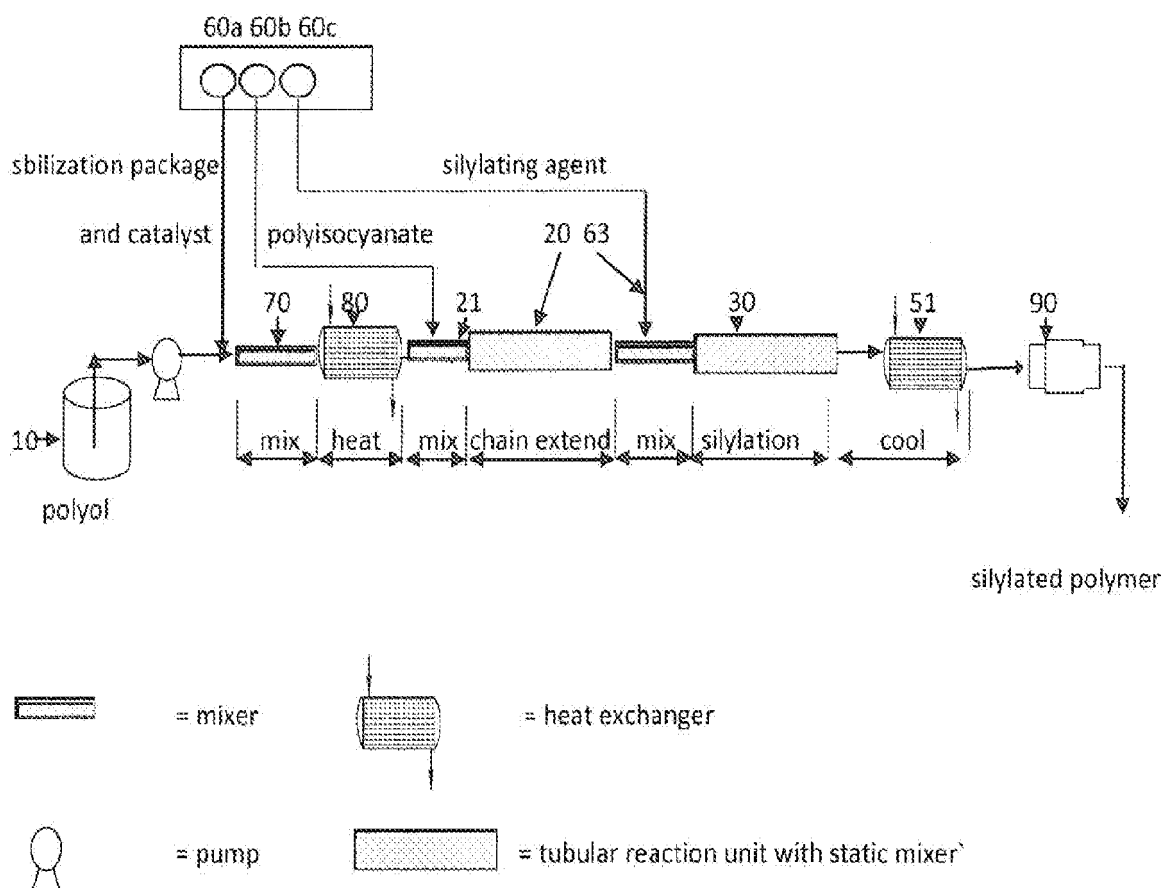 60a 60b 60c
sbilization package
silylating agent
and catalyst
polyisocyanate
20 63
70
80
21
30
51
90
10
mix
heat
mix
chain extend
mix
silylation
cool
polyol
silylated polymer
= mixer
= heat exchanger
= pump
= tubular reaction unit with static mixer`